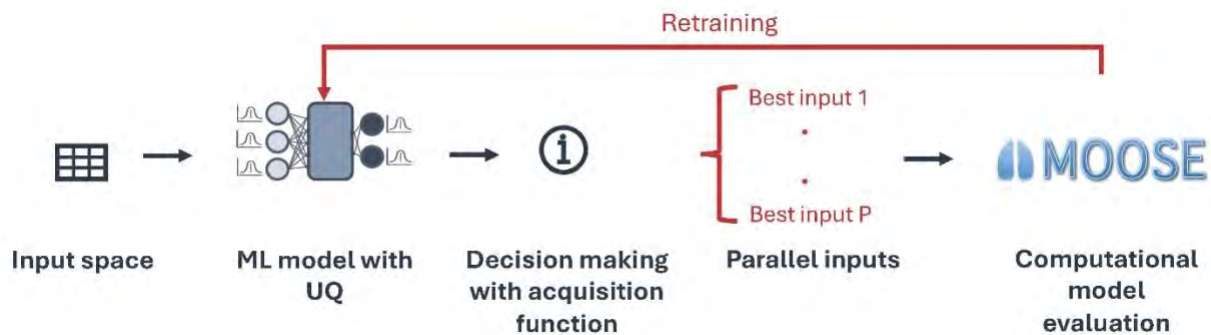 Retraining
Best input 1
Best input P
MOOSE
Input space
ML model with
UQ
Decision making
with acquisition
function
Parallel inputs
Computational
model
evaluation